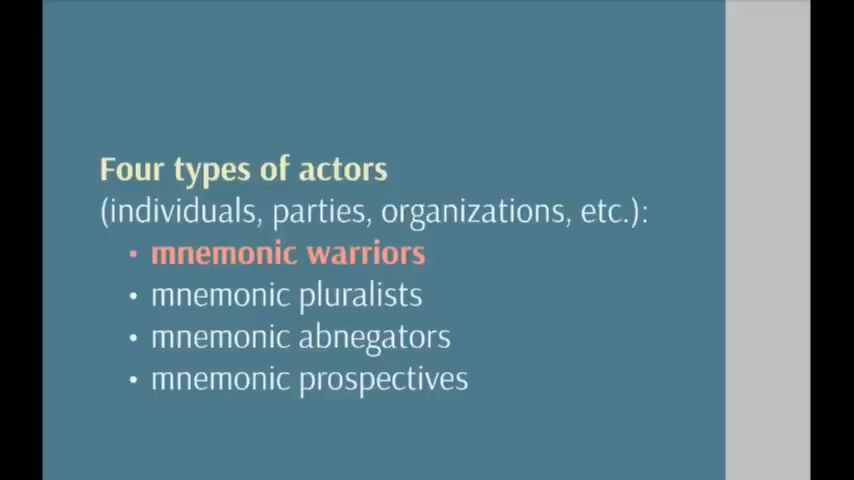 Four types of actors
(individuals, parties, organizations, etc.):
• mnemonic warriors
• mnemonic pluralists
• mnemonic abnegators
• mnemonic prospectives